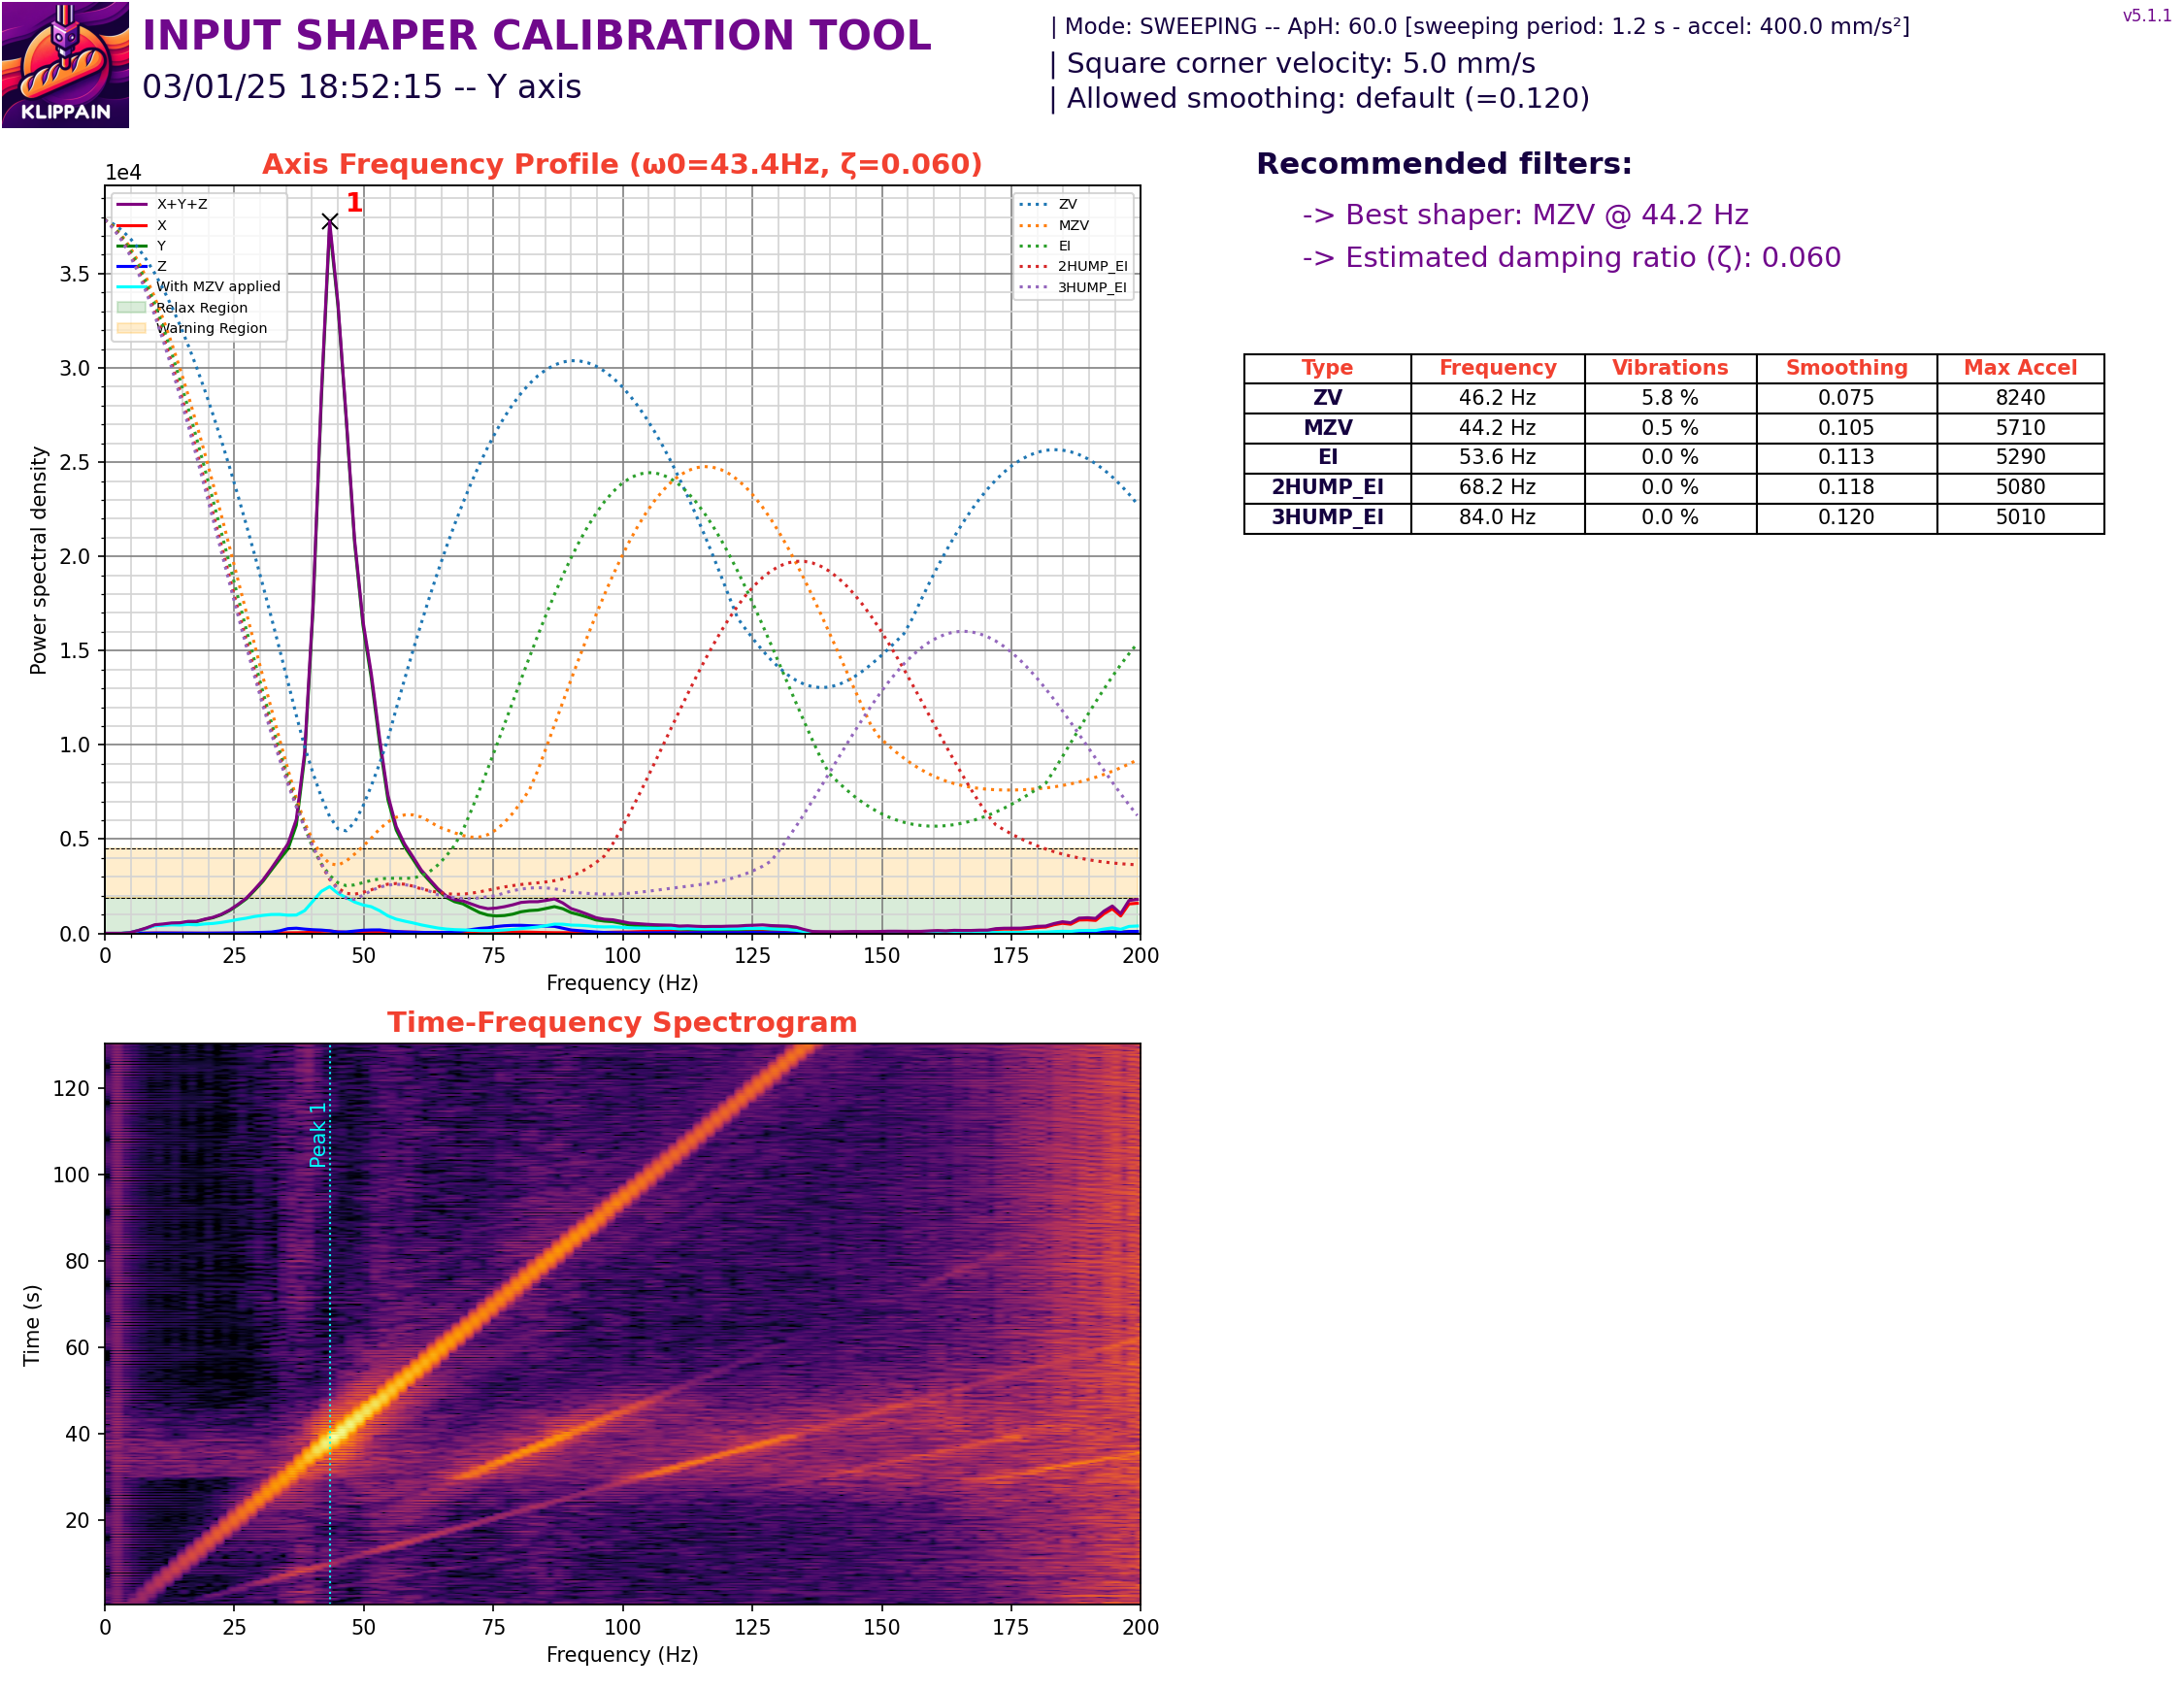 INPUT SHAPER CALIBRATION TOOL
03/01/25 18:52:15 -- Y axis
KLIPPAIN
| Mode: SWEEPING -- ApH: 60.0 [sweeping period: 1.2 s - accel: 400.0 mm/s²]
| Square corner velocity: 5.0 mm/s
| Allowed smoothing: default (=0.120)
v5.1.1
Axis Frequency Profile (ω0=43.4Hz, ζ=0.060)
1e4
1
X+Y+Z
X
Y
Z
With MZV applied
Relax Region
Warning Region
ZV
MZV
EI
2HUMP_EI
3HUMP_EI
Power spectral density
3.5
3.0
2.5
2.0
1.5
1.0
0.5
0.0
0 25 50 75 100 125 150 175 200
Frequency (Hz)
Recommended filters:
-> Best shaper: MZV @ 44.2 Hz
-> Estimated damping ratio (ζ): 0.060
Type Frequency Vibrations Smoothing Max Accel
ZV 46.2 Hz 5.8 % 0.075 8240
MZV 44.2 Hz 0.5 % 0.105 5710
EI 53.6 Hz 0.0 % 0.113 5290
2HUMP_EI 68.2 Hz 0.0 % 0.118 5080
3HUMP_EI 84.0 Hz 0.0 % 0.120 5010
Time-Frequency Spectrogram
Peak 1
Time (s)
120
100
80
60
40
20
0 25 50 75 100 125 150 175 200
Frequency (Hz)